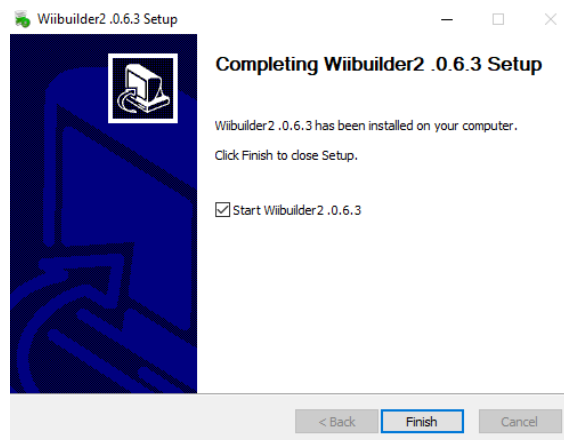 Wiibuilder2 .0.6.3 Setup
Completing Wiibuilder2 .0.6.3 Setup
Wiibuilder2 .0.6.3 has been installed on your computer.
Click Finish to close Setup.
Start Wiibuilder2 .0.6.3
< Back
Finish
Cancel